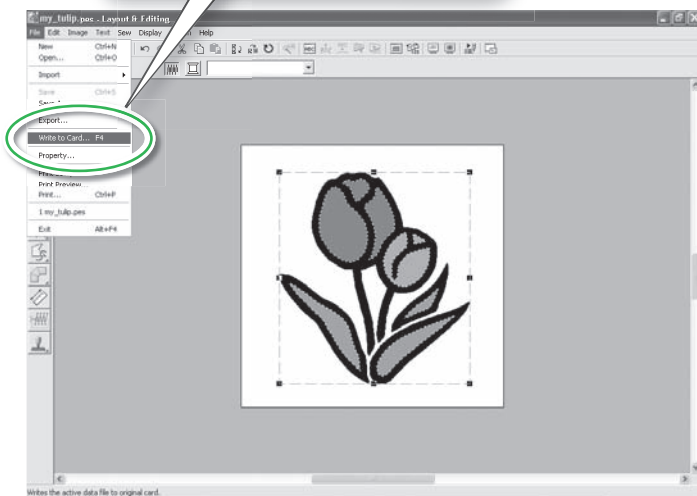 my_tulip.pes - Layout & Editing
File Edit Image Text Sew Display Help
New Ctrl+N
Open... Ctrl+O
Import
Save Ctrl+S
Export...
Write to Card... F4
Property...
Print Preview...
Print... Ctrl+P
1 my_tulip.pes
Exit Alt+F4
Writes the active data file to original card.